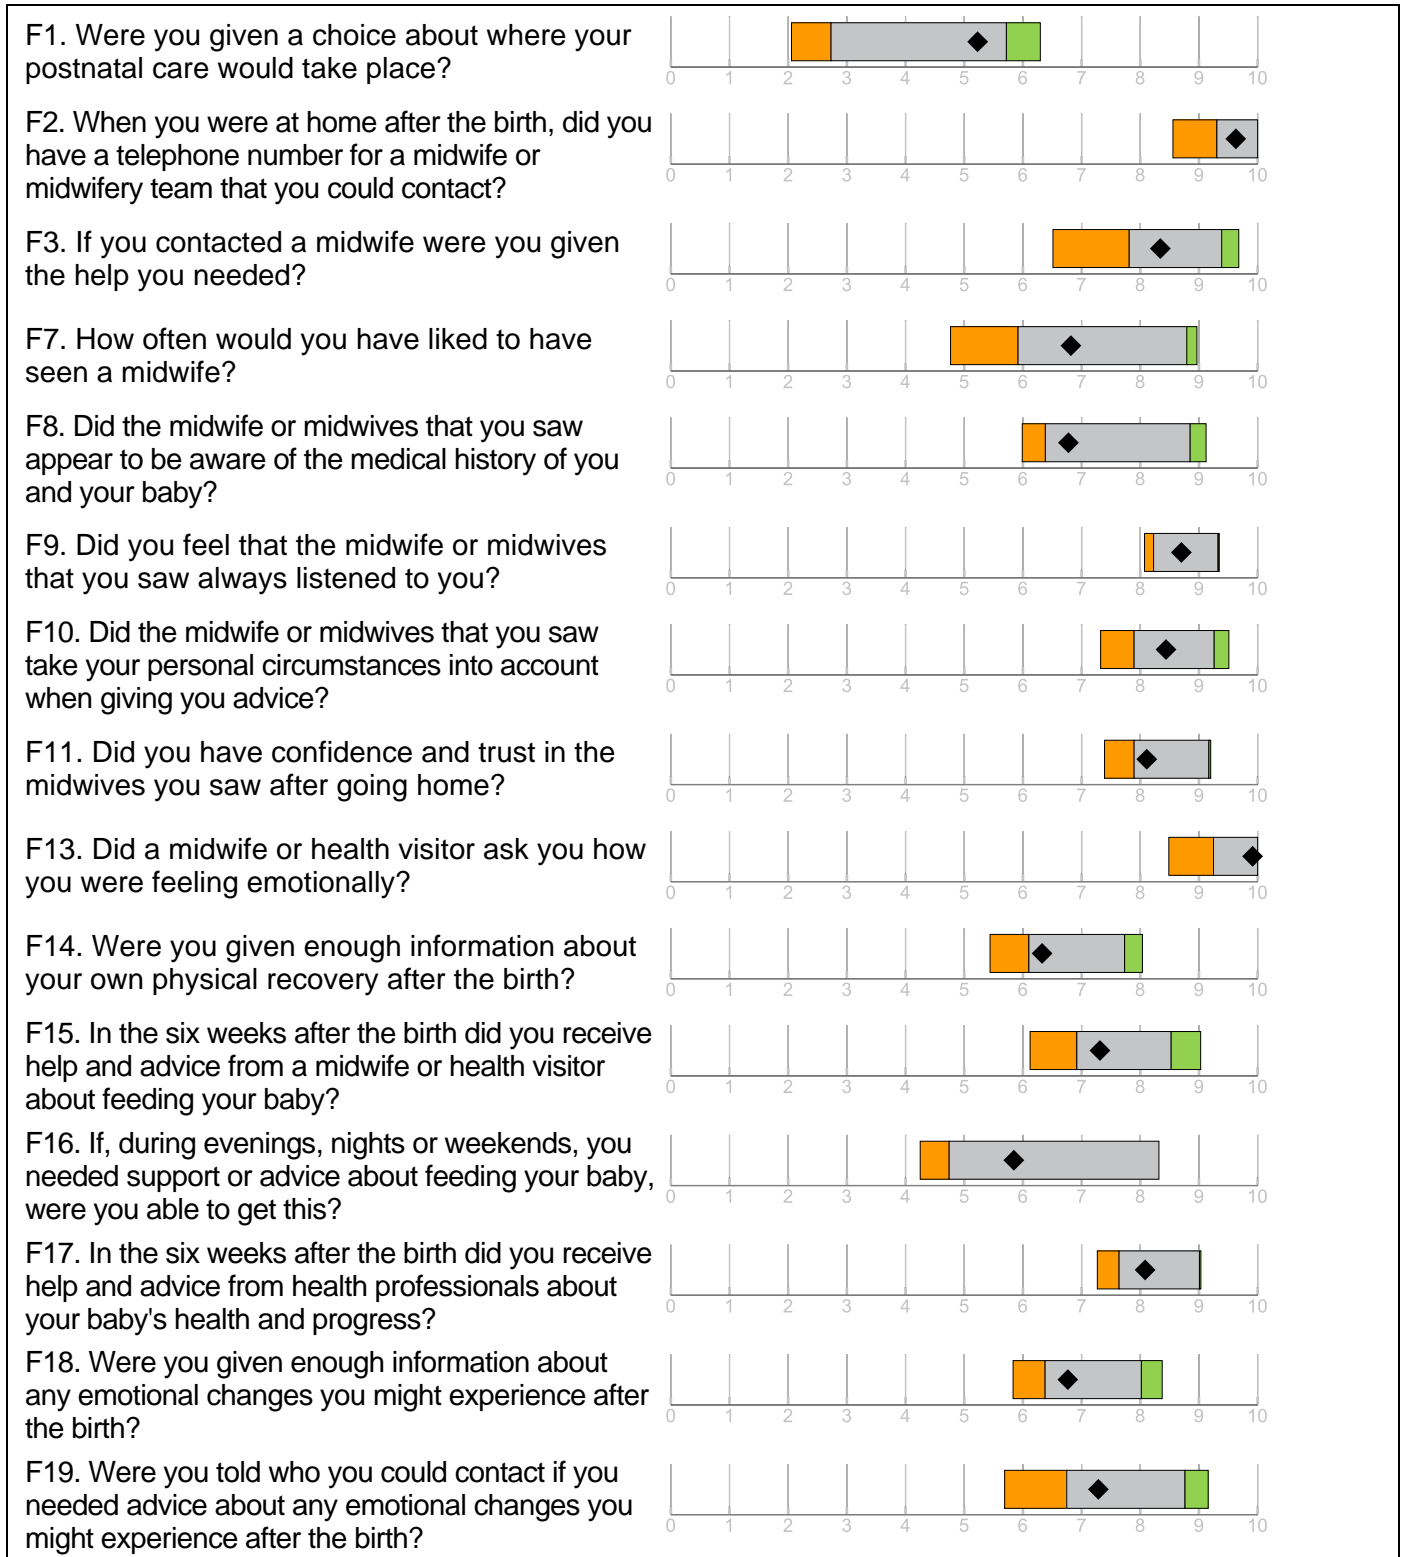 F1. Were you given a choice about where your
postnatal care would take place?
0 1 2 3 4 5 6 7 8 9 10
F2. When you were at home after the birth, did you
have a telephone number for a midwife or
midwifery team that you could contact?
0 1 2 3 4 5 6 7 8 9 10
F3. If you contacted a midwife were you given
the help you needed?
0 1 2 3 4 5 6 7 8 9 10
F7. How often would you have liked to have
seen a midwife?
0 1 2 3 4 5 6 7 8 9 10
F8. Did the midwife or midwives that you saw
appear to be aware of the medical history of you
and your baby?
0 1 2 3 4 5 6 7 8 9 10
F9. Did you feel that the midwife or midwives
that you saw always listened to you?
0 1 2 3 4 5 6 7 8 9 10
F10. Did the midwife or midwives that you saw
take your personal circumstances into account
when giving you advice?
0 1 2 3 4 5 6 7 8 9 10
F11. Did you have confidence and trust in the
midwives you saw after going home?
0 1 2 3 4 5 6 7 8 9 10
F13. Did a midwife or health visitor ask you how
you were feeling emotionally?
0 1 2 3 4 5 6 7 8 9 10
F14. Were you given enough information about
your own physical recovery after the birth?
0 1 2 3 4 5 6 7 8 9 10
F15. In the six weeks after the birth did you receive
help and advice from a midwife or health visitor
about feeding your baby?
0 1 2 3 4 5 6 7 8 9 10
F16. If, during evenings, nights or weekends, you
needed support or advice about feeding your baby,
were you able to get this?
0 1 2 3 4 5 6 7 8 9 10
F17. In the six weeks after the birth did you receive
help and advice from health professionals about
your baby's health and progress?
0 1 2 3 4 5 6 7 8 9 10
F18. Were you given enough information about
any emotional changes you might experience after
the birth?
0 1 2 3 4 5 6 7 8 9 10
F19. Were you told who you could contact if you
needed advice about any emotional changes you
might experience after the birth?
0 1 2 3 4 5 6 7 8 9 10